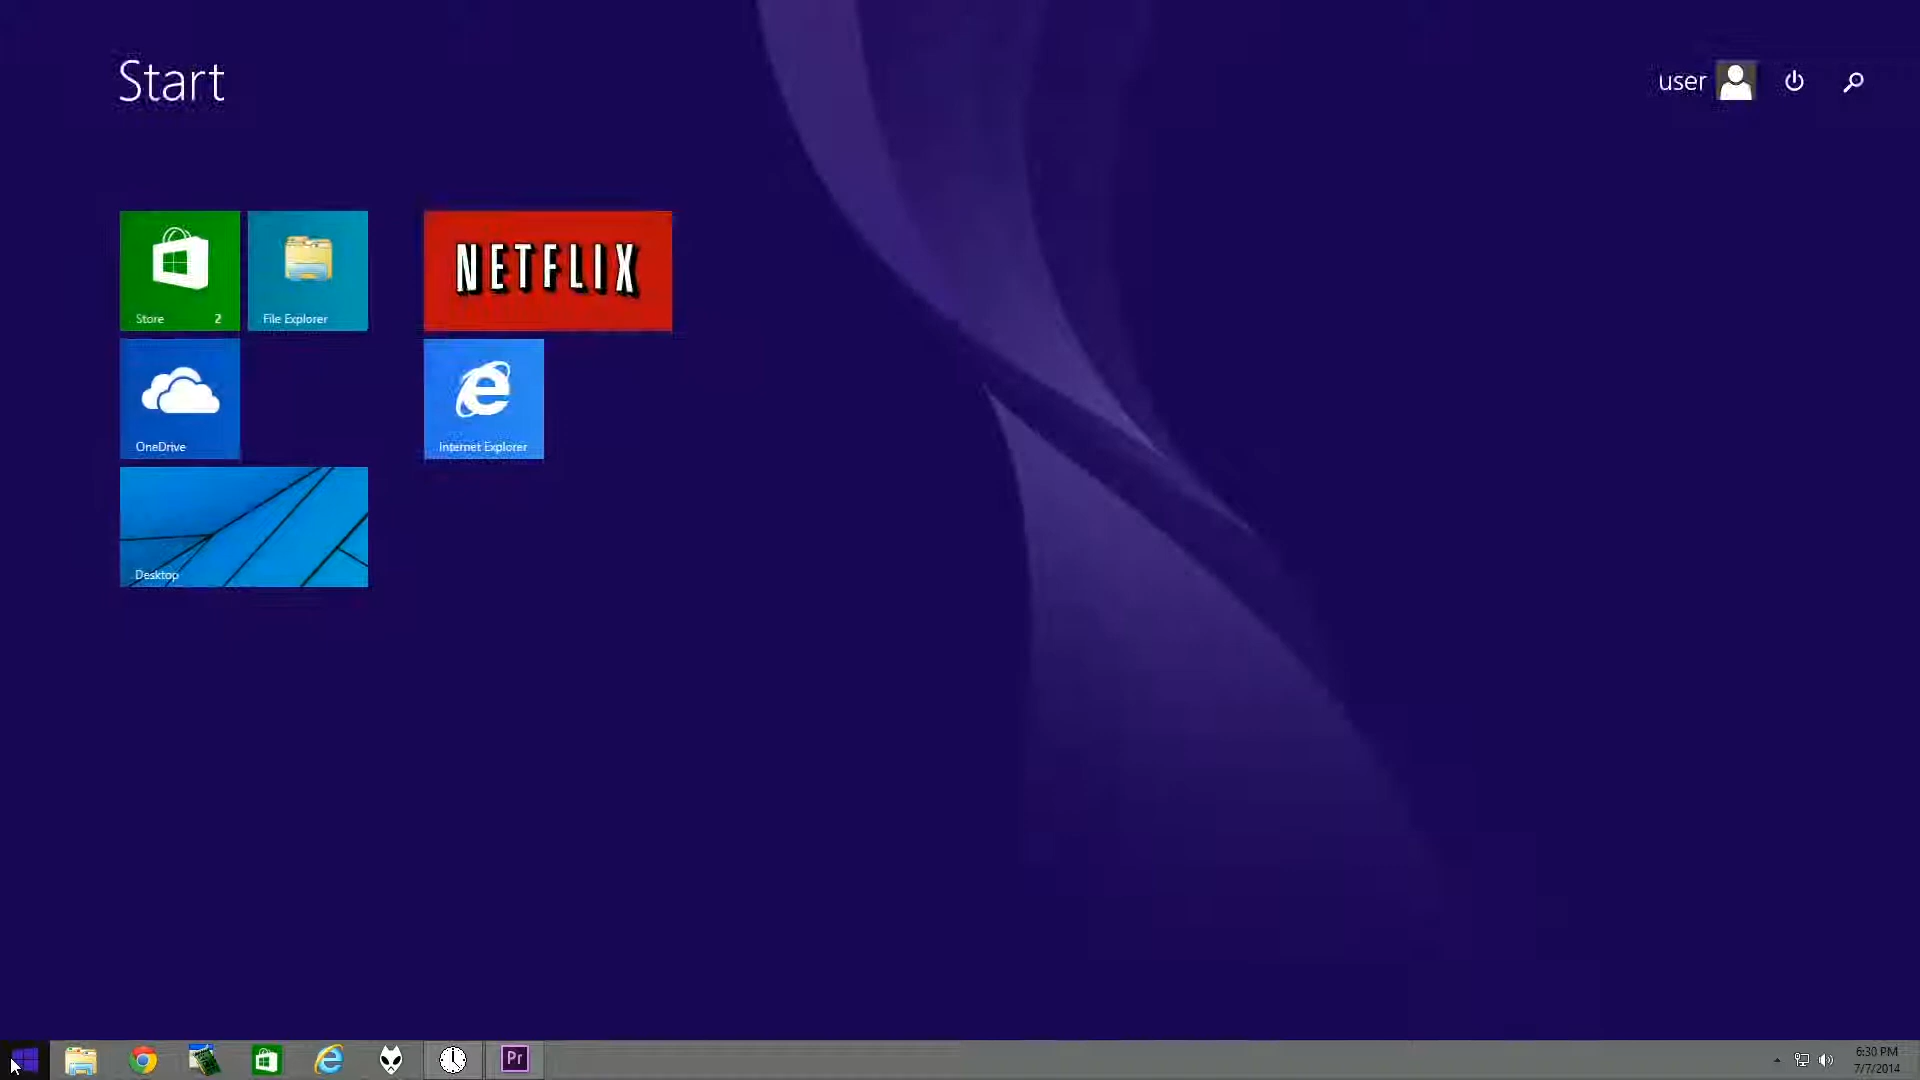 Start
user
Store 2
File Explorer
NETFLIX
OneDrive
Internet Explorer
Desktop
Pr
6:30 PM
7/7/2014